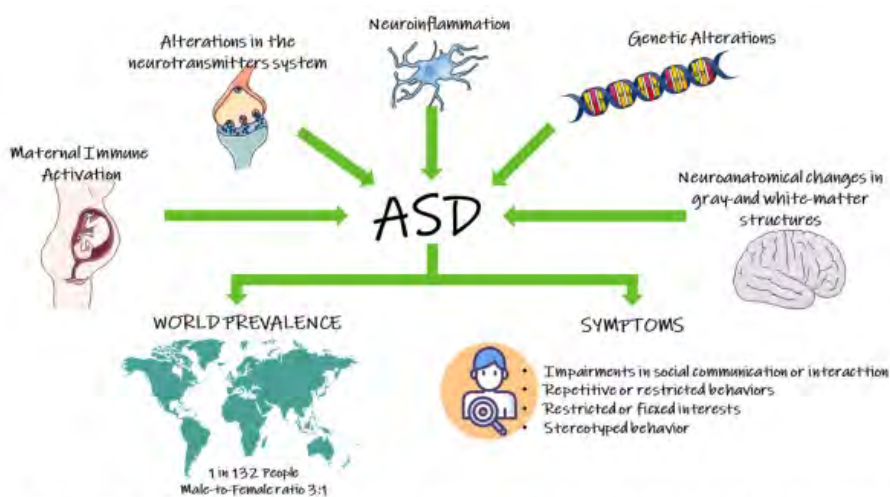 Neuroinflammation
Alterations in the
neurotransmitters system
Genetic Alterations
Maternal Immune
Activation
Neuroanatomical changes in
gray-and white-matter
structures
ASD
WORLD PREVALENCE
SYMPTOMS
• Impairments in social communication or interacttion
• Repetitive or restricted behaviors
• Restricted or ficxed interests
• Stereotyped behavior
1 in 132 People
Male-to-Female ratio 3:1